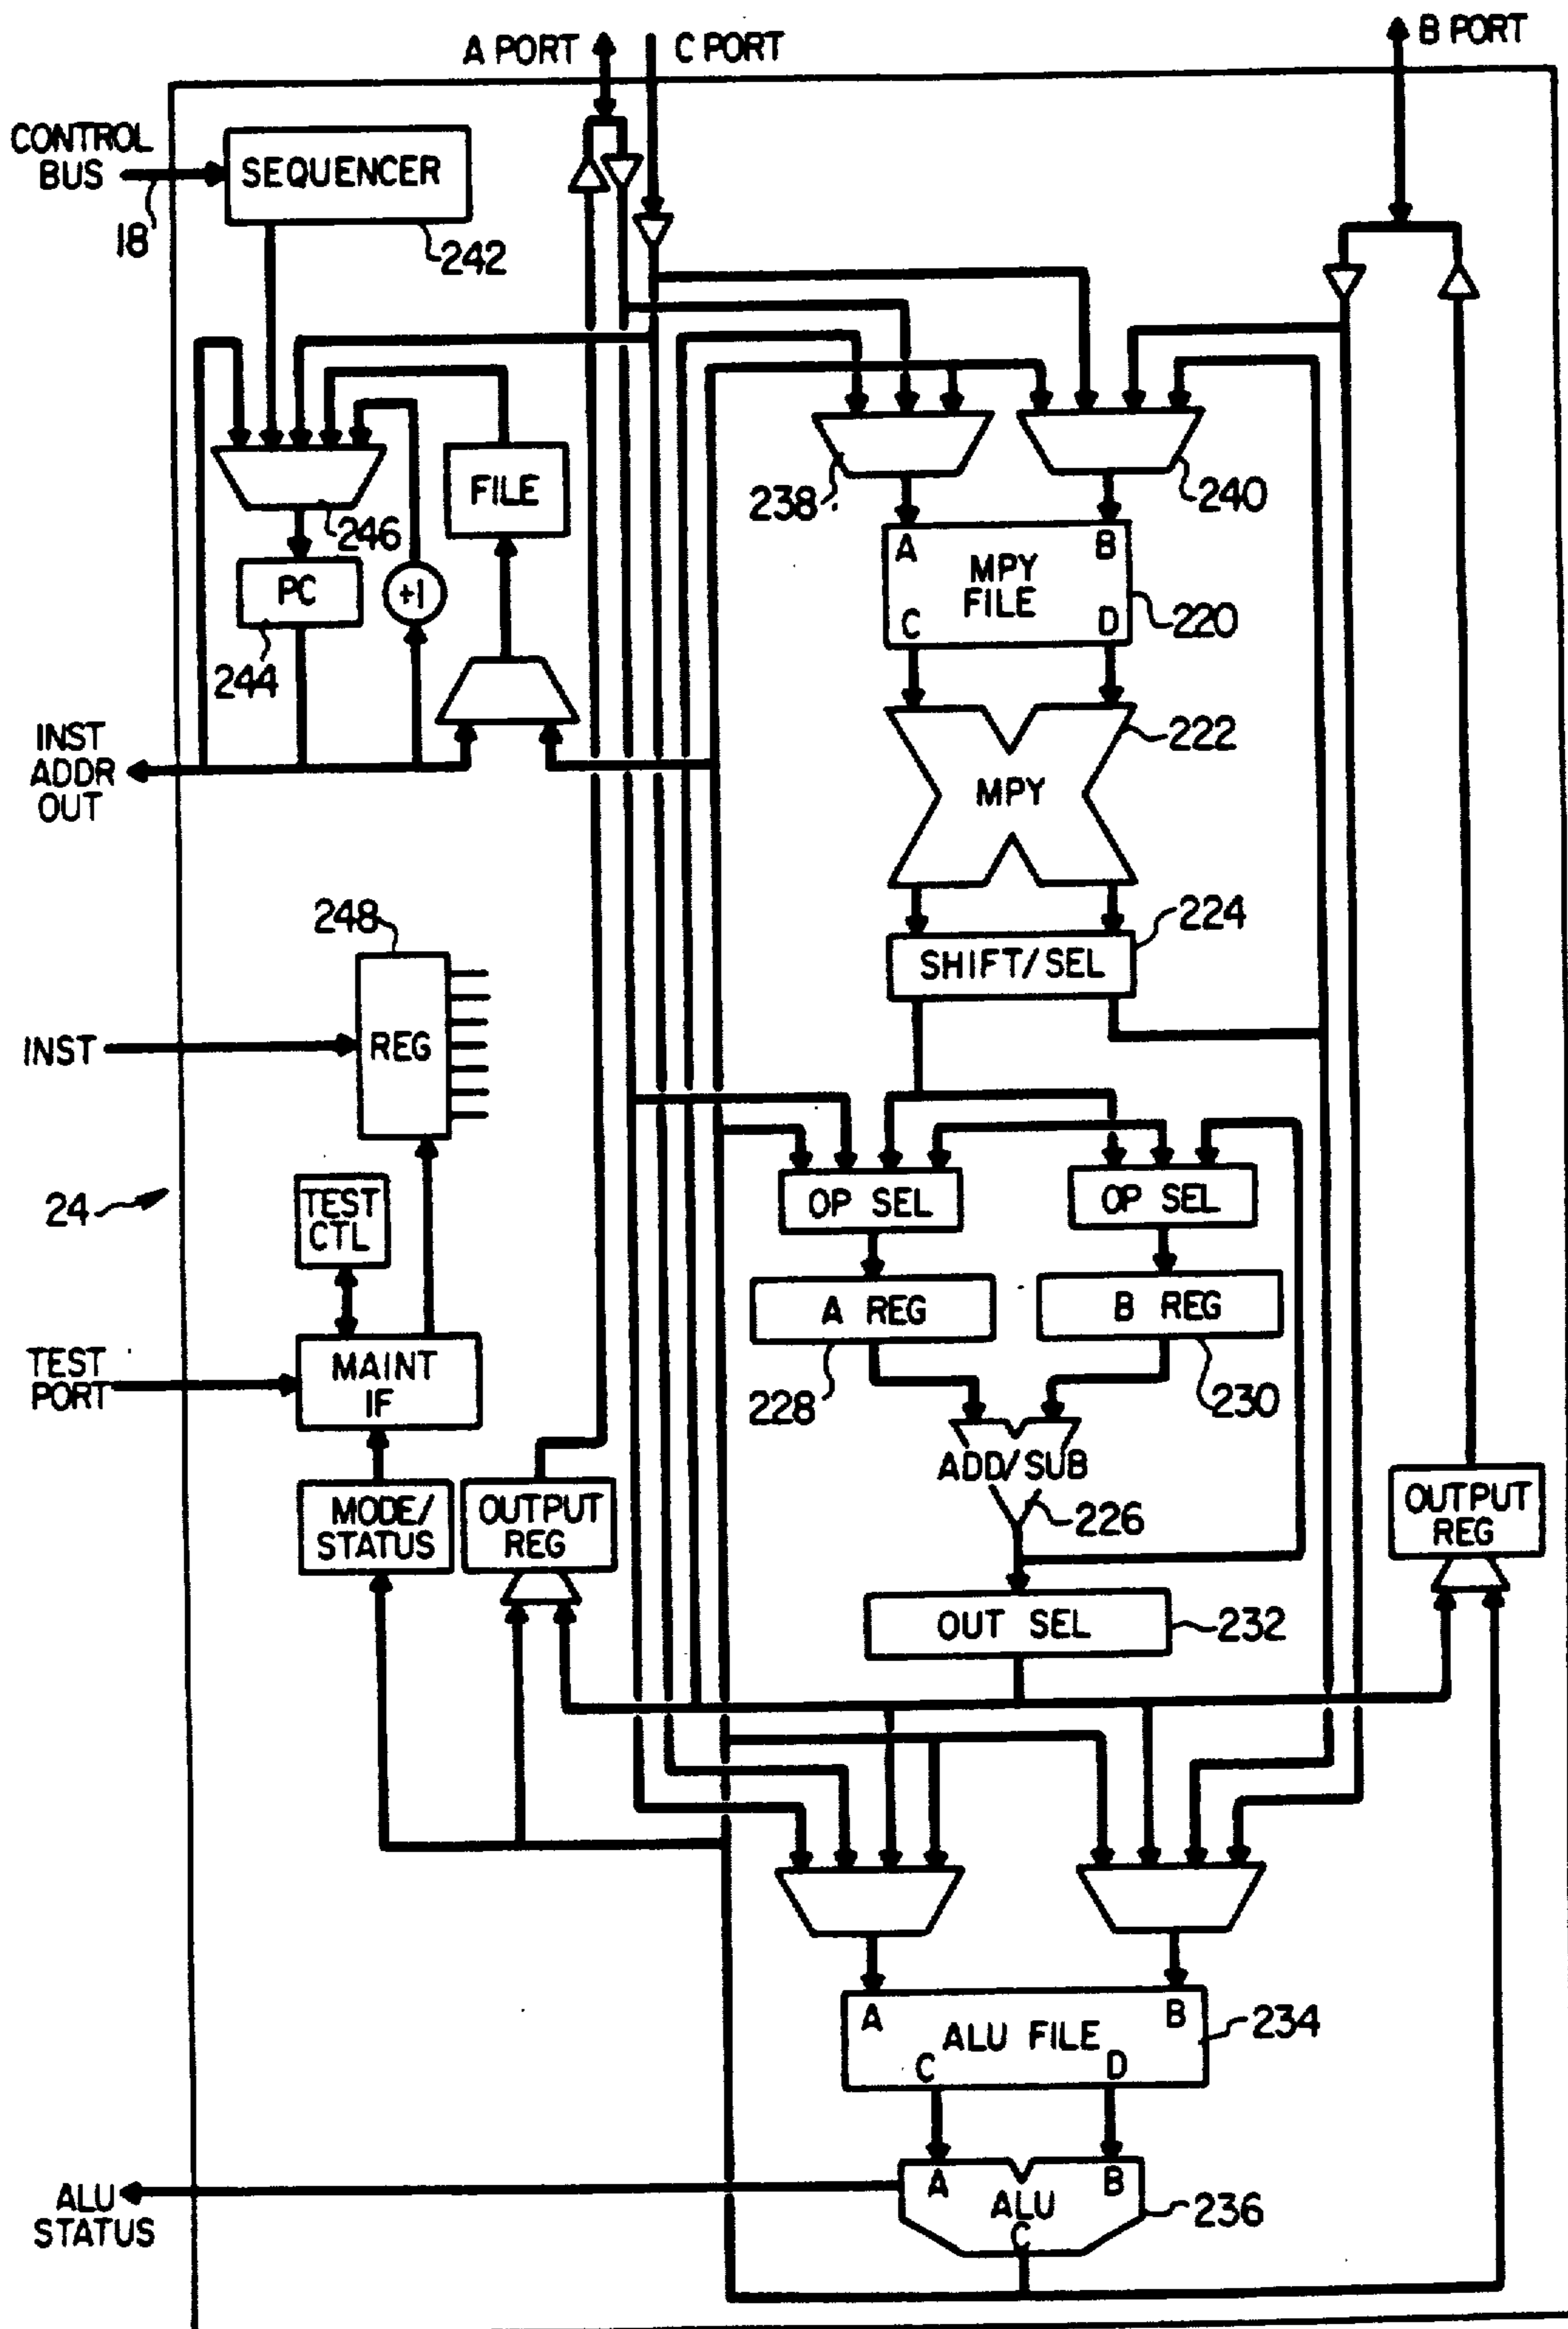 A PORT
C PORT
B PORT
CONTROL
BUS
18
SEQUENCER
242
246
FILE
PC
+1
244
INST
ADDR
OUT
238
240
A
B
MPY
FILE
C
D
220
222
MPY
SHIFT/SEL
224
248
REG
INST
24
TEST
CTL
TEST
PORT
MAINT
IF
MODE/
STATUS
OUTPUT
REG
OP SEL
OP SEL
A REG
B REG
228
230
ADD/SUB
226
OUT SEL
232
OUTPUT
REG
A
B
ALU FILE
C
D
234
ALU
STATUS
A
B
ALU
C
236